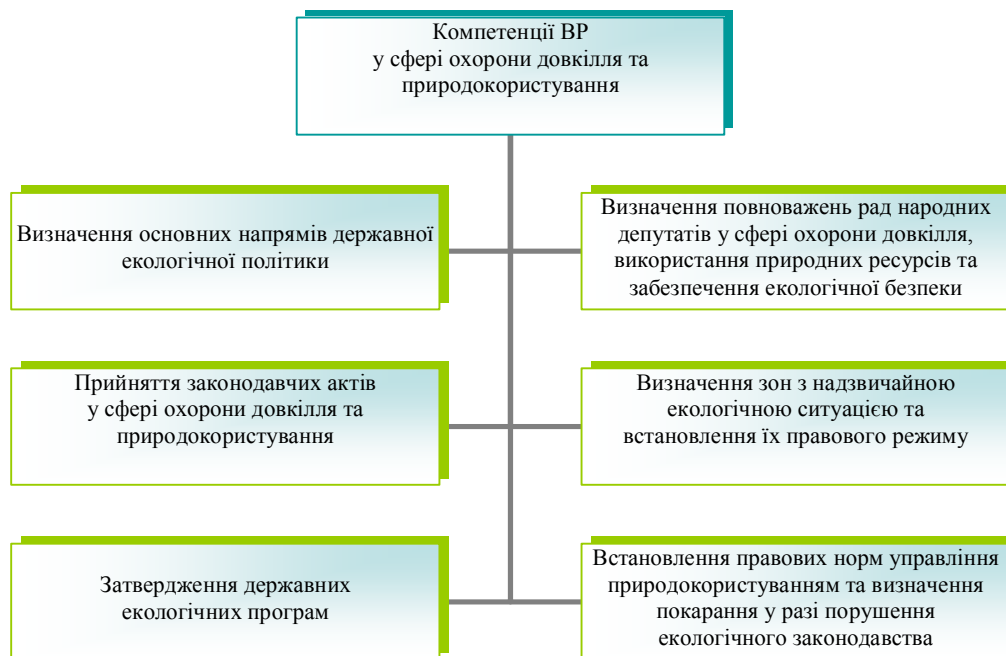 Компетенції ВР
у сфері охорони довкілля та
природокористування
Визначення основних напрямів державної
екологічної політики
Визначення повноважень рад народних
депутатів у сфері охорони довкілля,
використання природних ресурсів та
забезпечення екологічної безпеки
Прийняття законодавчих актів
у сфері охорони довкілля та
природокористування
Визначення зон з надзвичайною
екологічною ситуацією та
встановлення їх правового режиму
Затвердження державних
екологічних програм
Встановлення правових норм управління
природокористуванням та визначення
покарання у разі порушення
екологічного законодавства